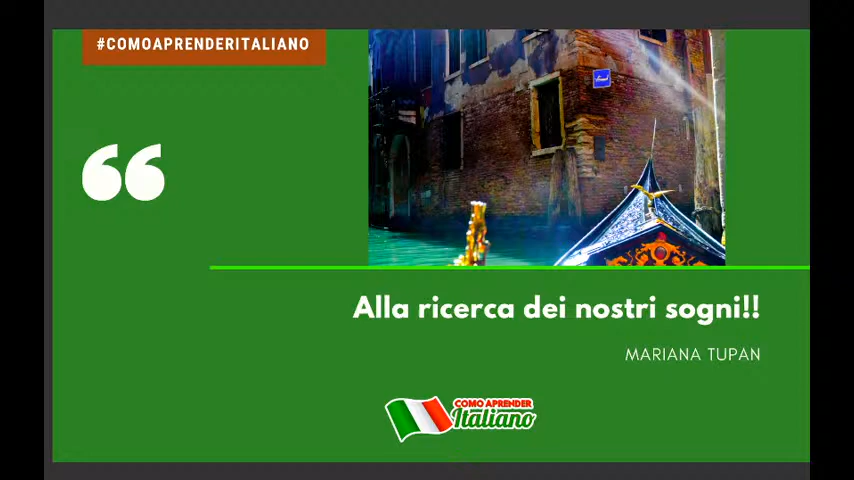 #COMOAPRENDERITALIANO
Alla ricerca dei nostri sogni!!
MARIANA TUPAN
COMO APRENDER
Italiano